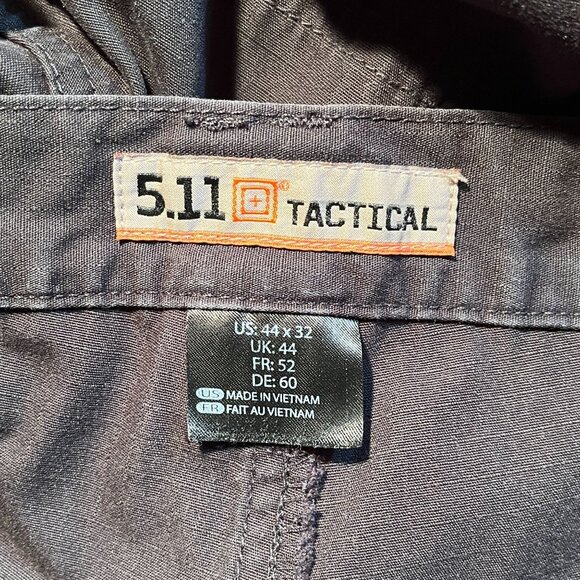 5.11 ® TACTICAL
US: 44 x 32
UK: 44
FR: 52
DE: 60
US MADE IN VIETNAM
FR FAIT AU VIETNAM